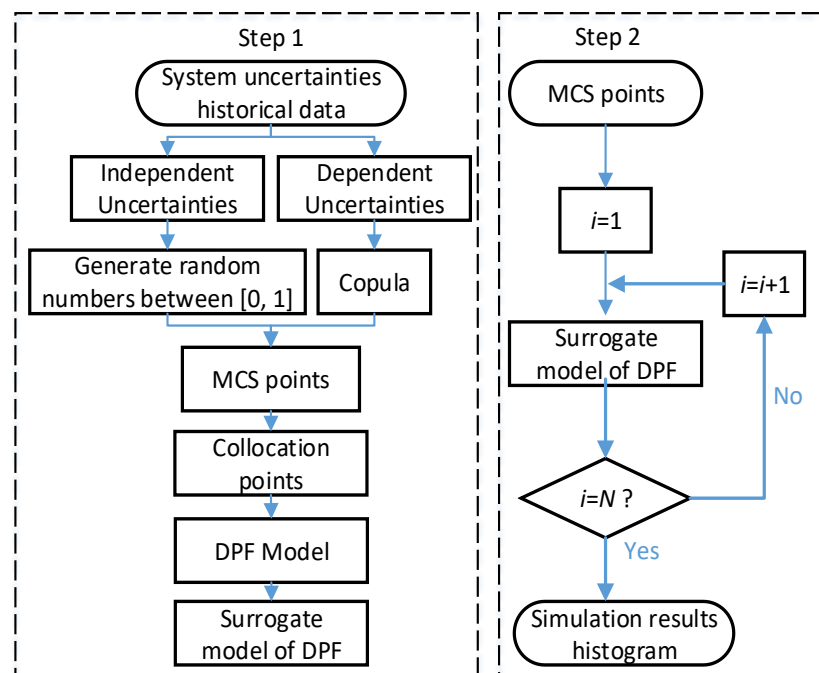 Step 1
System uncertainties
historical data
Independent
Uncertainties
Dependent
Uncertainties
Generate random
numbers between [0, 1]
Copula
MCS points
Collocation
points
DPF Model
Surrogate
model of DPF
Step 2
MCS points
i=1
i=i+1
Surrogate
model of DPF
No
i=N ?
Yes
Simulation results
histogram